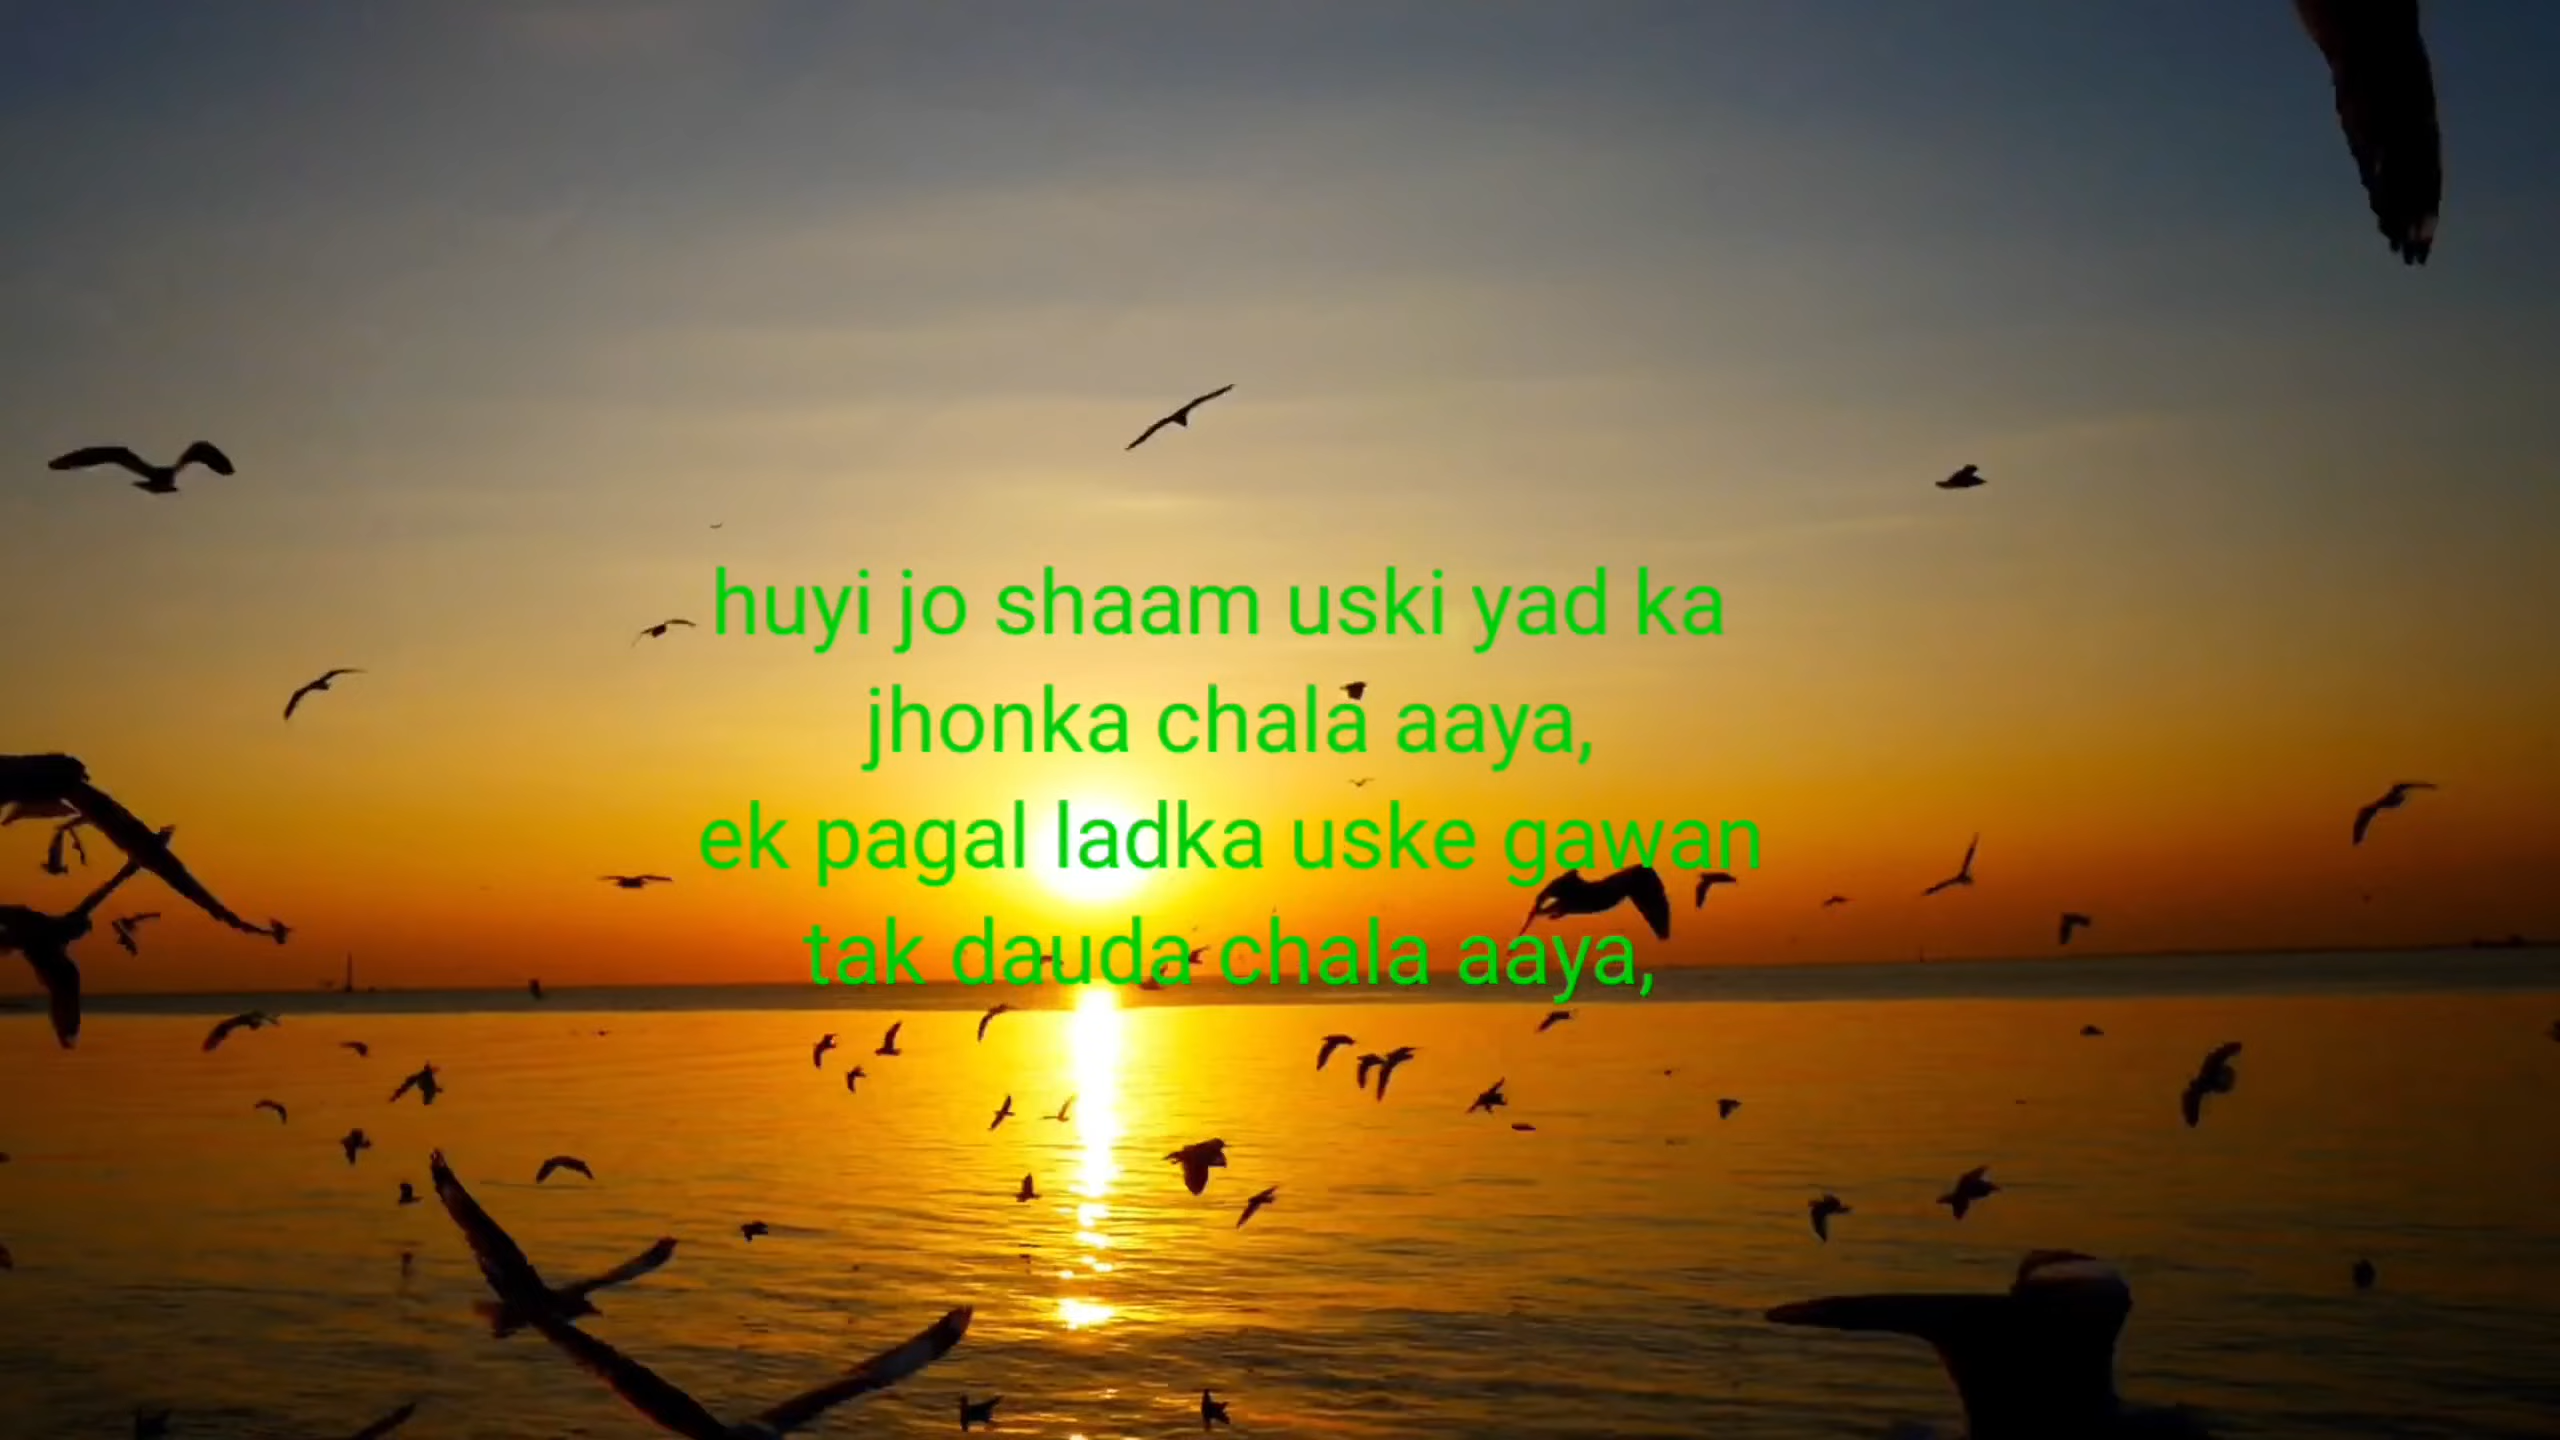 huyi jo shaam uski yad ka
jhonka chala aaya,
ek pagal ladka uske gawan
tak dauda chala aaya,